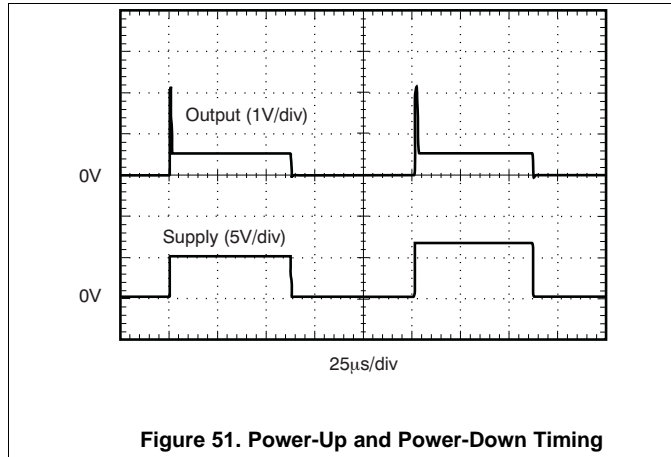 Output (1V/div)
0V
Supply (5V/div)
0V
25μs/div
Figure 51. Power-Up and Power-Down Timing